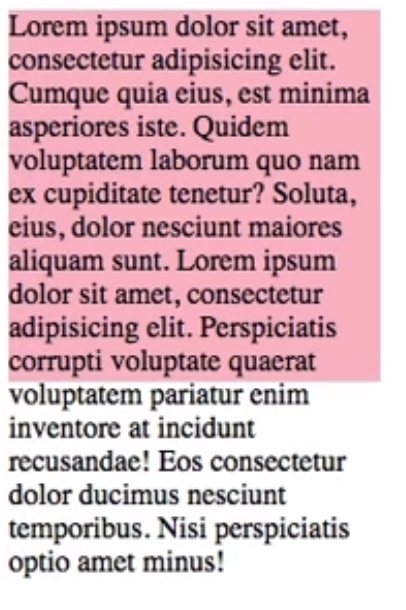 Lorem ipsum dolor sit amet,
consectetur adipisicing elit.
Cumque quia eius, est minima
asperiores iste. Quidem
voluptatem laborum quo nam
ex cupiditate tenetur? Soluta,
eius, dolor nesciunt maiores
aliquam sunt. Lorem ipsum
dolor sit amet, consectetur
adipisicing elit. Perspiciatis
corrupti voluptate quaerat
voluptatem pariatur enim
inventore at incidunt
recusandae! Eos consectetur
dolor ducimus nesciunt
temporibus. Nisi perspiciatis
optio amet minus!